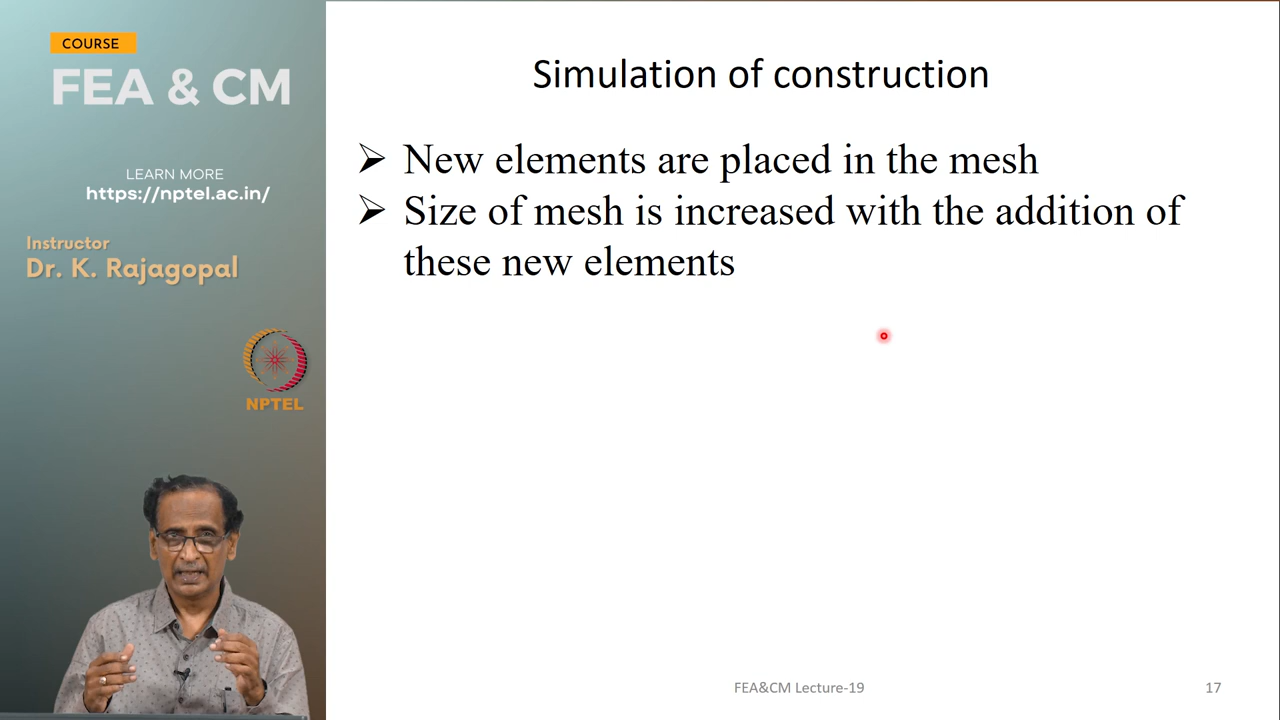 COURSE
FEA & CM
LEARN MORE
https://nptel.ac.in/
Instructor
Dr. K. Rajagopal
NPTEL
Simulation of construction
➢ New elements are placed in the mesh
➢ Size of mesh is increased with the addition of
these new elements
FEA&CM Lecture-19
17